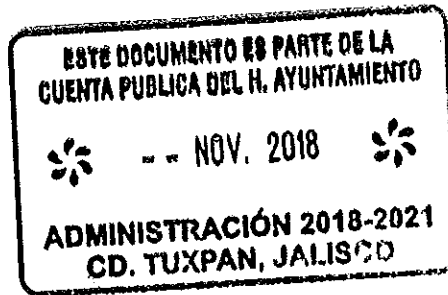 ESTE DOCUMENTO ES PARTE DE LA
CUENTA PUBLICA DEL H. AYUNTAMIENTO
-- NOV. 2018
ADMINISTRACIÓN 2018-2021
CD. TUXPAN, JALISCO